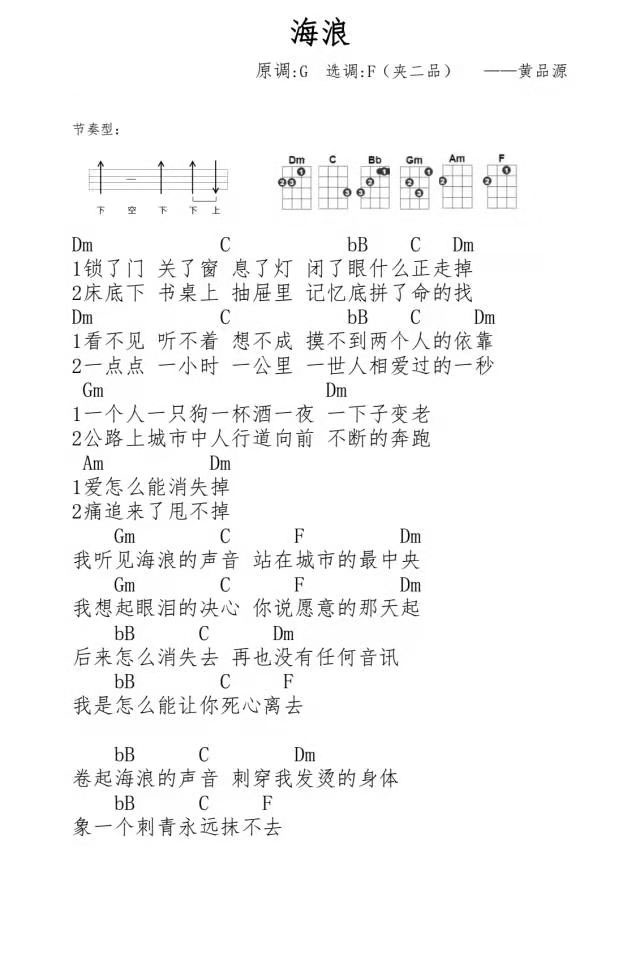 海浪
原调:G 选调:F（夹二品） ——黄品源
节奏型:
Dm C Bb Gm Am F
1 2 3 3 1 2 3 1 2 3 2 1 2
下 空 下 下 上
Dm C bB C Dm
1锁了门 关了窗 息了灯 闭了眼什么正走掉
2床底下 书桌上 抽屉里 记忆底拼了命的找
Dm C bB C Dm
1看不见 听不着 想不成 摸不到两个人的依靠
2一点点 一小时 一公里 一世人相爱过的一秒
Gm Dm
1一个人一只狗一杯酒一夜 一下子变老
2公路上城市中人行道向前 不断的奔跑
Am Dm
1爱怎么能消失掉
2痛追来了甩不掉
Gm C F Dm
我听见海浪的声音 站在城市的最中央
Gm C F Dm
我想起眼泪的决心 你说愿意的那天起
bB C Dm
后来怎么消失去 再也没有任何音讯
bB C F
我是怎么能让你死心离去
bB C Dm
卷起海浪的声音 刺穿我发烫的身体
bB C F
象一个刺青永远抹不去